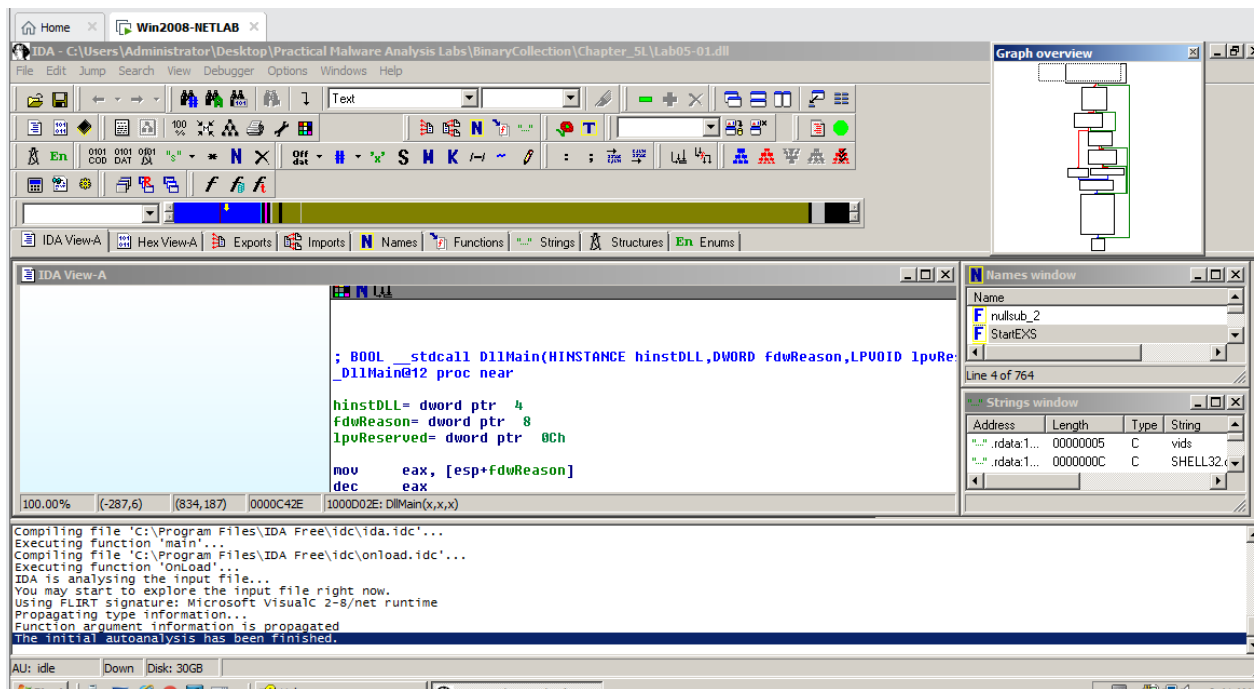 Home
Win2008-NETLAB
IDA - C:\Users\Administrator\Desktop\Practical Malware Analysis Labs\BinaryCollection\Chapter_5L\Lab05-01.dll
Graph overview
File Edit Jump Search View Debugger Options Windows Help
Text
En
IDA View-A Hex View-A Exports Imports N Names Functions Strings Structures En Enums
IDA View-A
Names window
Name
F nullsub_2
F StartEXS
Line 4 of 764
; BOOL __stdcall DllMain(HINSTANCE hinstDLL,DWORD fdwReason,LPVOID lpvRe
_DllMain@12 proc near
hinstDLL= dword ptr 4
fdwReason= dword ptr 8
lpvReserved= dword ptr 0Ch
mov eax, [esp+fdwReason]
dec eax
Strings window
Address Length Type String
"..." .rdata:1... 00000005 C vids
"..." .rdata:1... 0000000C C SHELL32.
100.00% (-287,6) (834,187) 0000C42E 1000D02E: DllMain(x,x,x)
Compiling file 'C:\Program Files\IDA Free\idc\ida.idc'...
Executing function 'main'...
Compiling file 'C:\Program Files\IDA Free\idc\onload.idc'...
Executing function 'OnLoad'...
IDA is analysing the input file...
You may start to explore the input file right now.
Using FLIRT signature: Microsoft VisualC 2-8/net runtime
Propagating type information...
Function argument information is propagated
The initial autoanalysis has been finished.
AU: idle Down Disk: 30GB